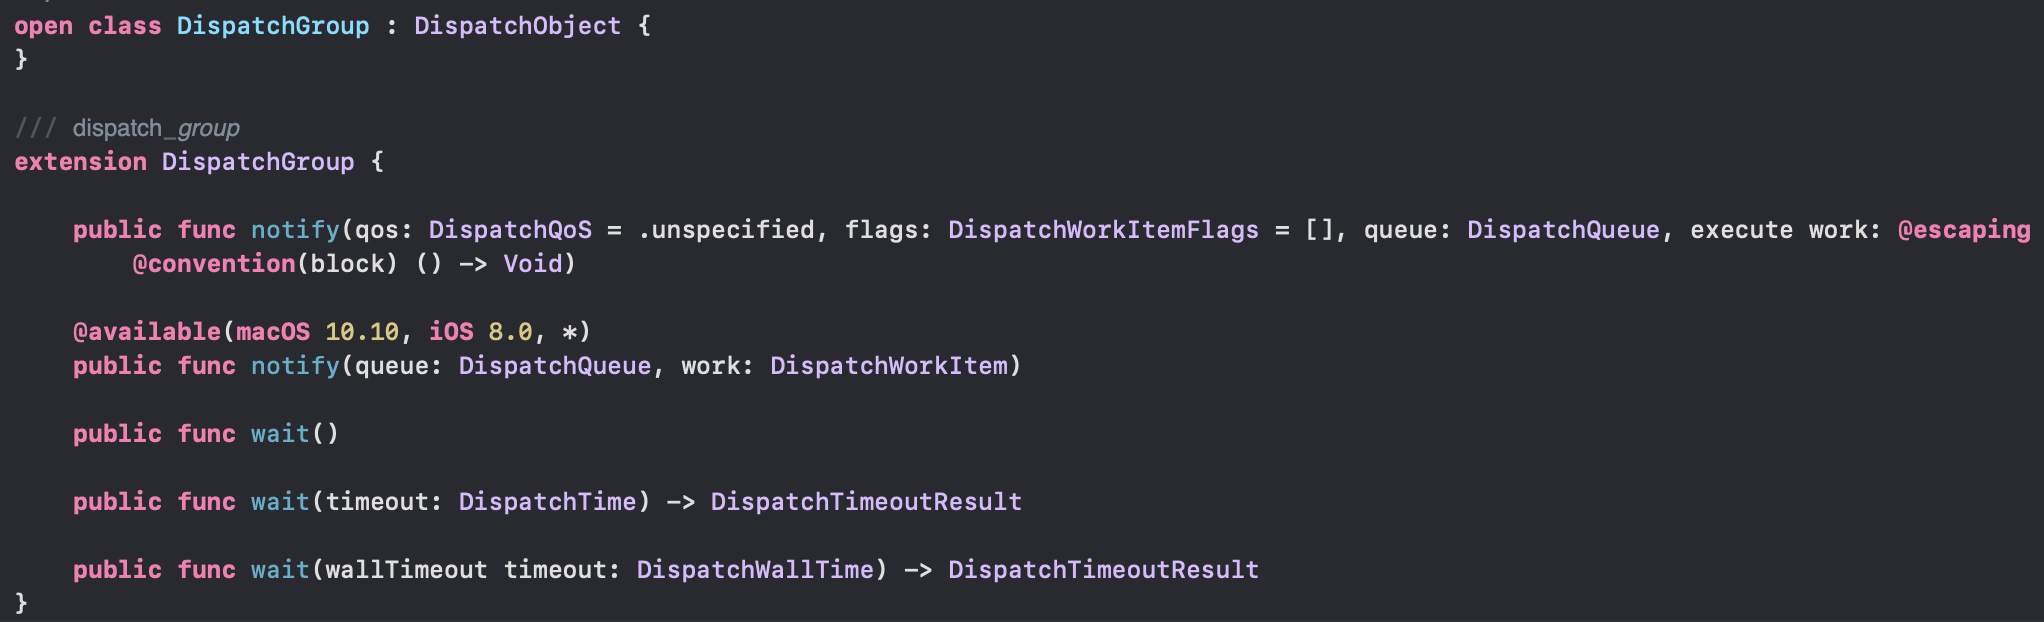 open class DispatchGroup : DispatchObject {
}
/// dispatch_group
extension DispatchGroup {
public func notify(qos: DispatchQoS = .unspecified, flags: DispatchWorkItemFlags = [], queue: DispatchQueue, execute work: @escaping
@convention(block) () -> Void)
@available(macOS 10.10, iOS 8.0, *)
public func notify(queue: DispatchQueue, work: DispatchWorkItem)
public func wait()
public func wait(timeout: DispatchTime) -> DispatchTimeoutResult
public func wait(wallTimeout timeout: DispatchWallTime) -> DispatchTimeoutResult
}